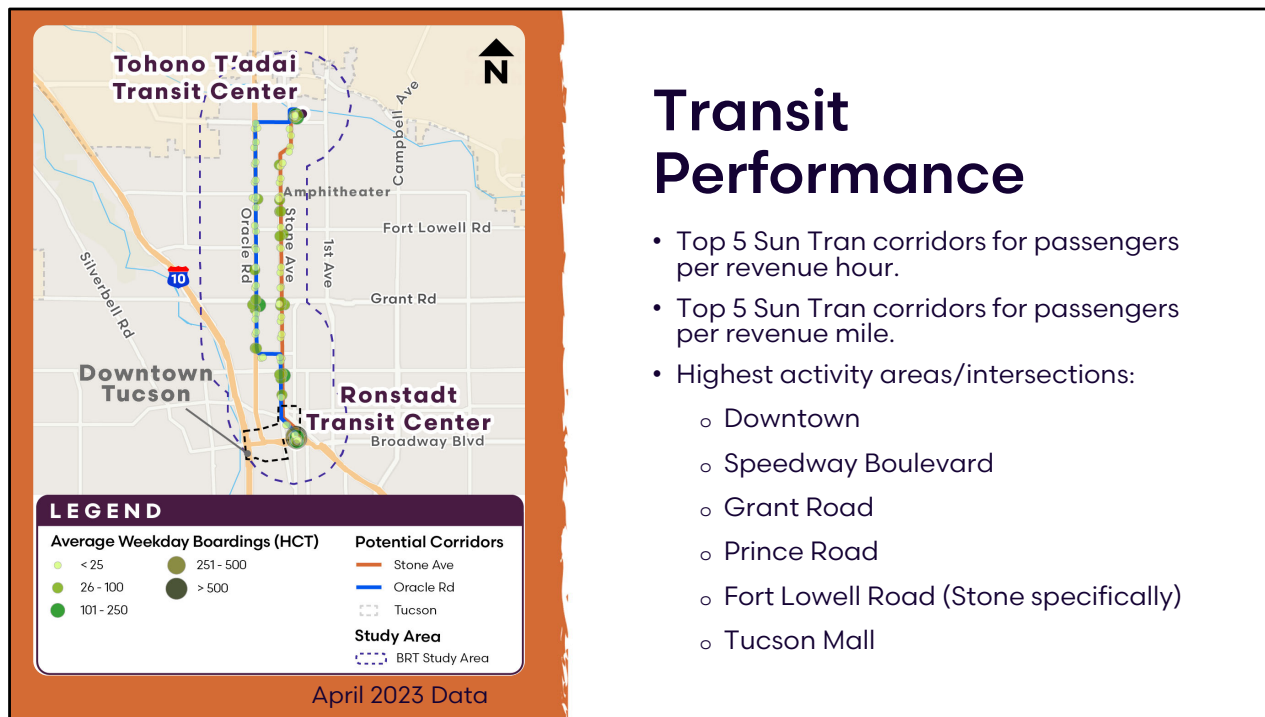 Tohono T'adai
Transit Center
N
Campbell Ave
Amphitheater
Oracle Rd
Stone Ave
Fort Lowell Rd
1st Ave
Silverbell Rd
10
Grant Rd
Downtown
Tucson
Ronstadt
Transit Center
Broadway Blvd
LEGEND
Average Weekday Boardings (HCT)
< 25
26 - 100
101 - 250
251 - 500
> 500
Potential Corridors
Stone Ave
Oracle Rd
Tucson
Study Area
BRT Study Area
April 2023 Data
Transit
Performance
• Top 5 Sun Tran corridors for passengers
per revenue hour.
• Top 5 Sun Tran corridors for passengers
per revenue mile.
• Highest activity areas/intersections:
o Downtown
o Speedway Boulevard
o Grant Road
o Prince Road
o Fort Lowell Road (Stone specifically)
o Tucson Mall